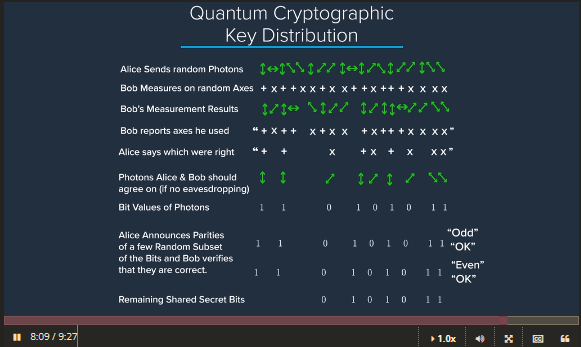 Quantum Cryptographic
Key Distribution
Alice Sends random Photons ↕↔↕⤡⤡↕⤢⤢ ↕↔↕⤢⤡↕⤢⤢↕⤡⤡
Bob Measures on random Axes + x + + x x + x x + + x + + + x x x x
Bob's Measurement Results ↕⤢↕↔ ⤡↕⤢⤢ ↕⤢↕↕↔⤢⤢⤡⤡
Bob reports axes he used “ + x + + x + x x + x + + + x x x x ”
Alice says which were right “ + + x + x + x x x ”
Photons Alice & Bob should ↕ ↕ ⤢ ↕ ⤢ ↕ ⤢ ⤡⤡
agree on (if no eavesdropping)
Bit Values of Photons 1 1 0 1 0 1 0 1 1
Alice Announces Parities
of a few Random Subset 1 1 0 1 0 1 0 1 1 “Odd” “OK”
of the Bits and Bob verifies
that they are correct. 1 1 0 1 0 1 0 1 1 “Even” “OK”
Remaining Shared Secret Bits 0 1 0 1 0 1 1
8:09 / 9:27 1.0x